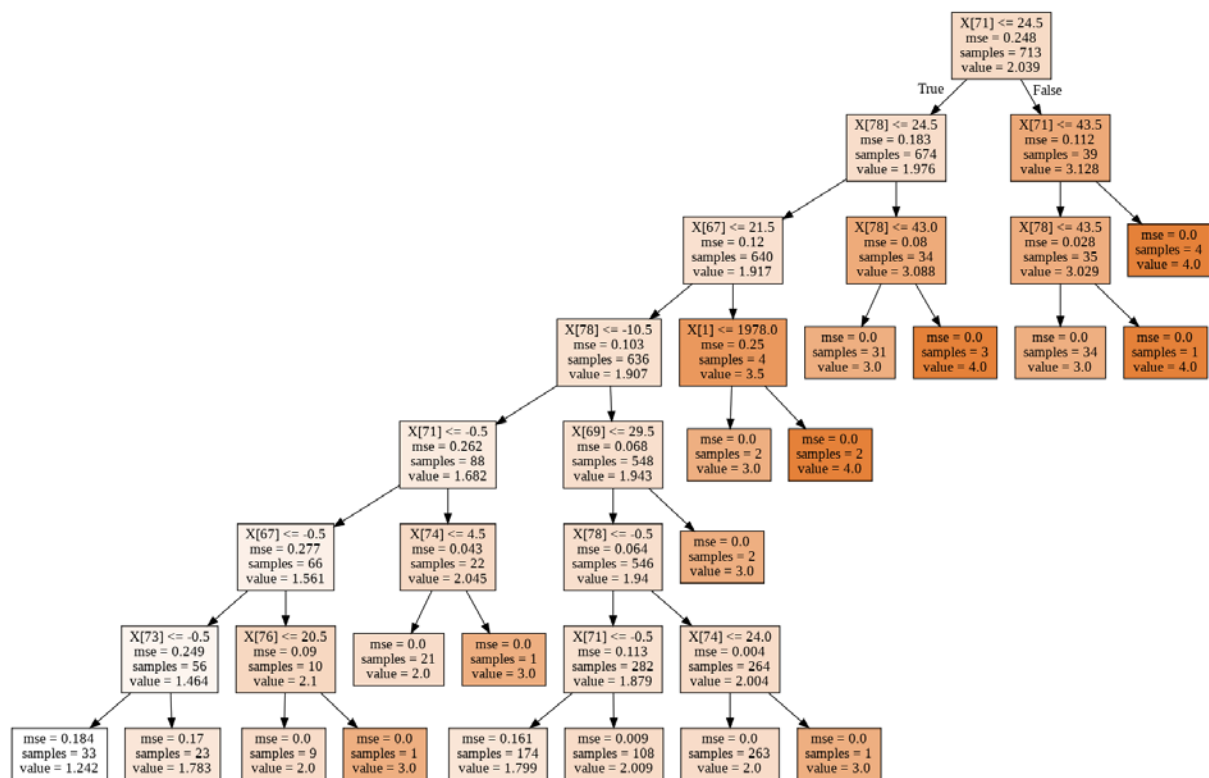 X[71] <= 24.5
mse = 0.248
samples = 713
value = 2.039
True
False
X[78] <= 24.5
mse = 0.183
samples = 674
value = 1.976
X[71] <= 43.5
mse = 0.112
samples = 39
value = 3.128
X[67] <= 21.5
mse = 0.12
samples = 640
value = 1.917
X[78] <= 43.0
mse = 0.08
samples = 34
value = 3.088
X[78] <= 43.5
mse = 0.028
samples = 35
value = 3.029
mse = 0.0
samples = 4
value = 4.0
X[78] <= -10.5
mse = 0.103
samples = 636
value = 1.907
X[1] <= 1978.0
mse = 0.25
samples = 4
value = 3.5
mse = 0.0
samples = 31
value = 3.0
mse = 0.0
samples = 3
value = 4.0
mse = 0.0
samples = 34
value = 3.0
mse = 0.0
samples = 1
value = 4.0
X[71] <= -0.5
mse = 0.262
samples = 88
value = 1.682
X[69] <= 29.5
mse = 0.068
samples = 548
value = 1.943
mse = 0.0
samples = 2
value = 3.0
mse = 0.0
samples = 2
value = 4.0
X[67] <= -0.5
mse = 0.277
samples = 66
value = 1.561
X[74] <= 4.5
mse = 0.043
samples = 22
value = 2.045
X[78] <= -0.5
mse = 0.064
samples = 546
value = 1.94
mse = 0.0
samples = 2
value = 3.0
X[73] <= -0.5
mse = 0.249
samples = 56
value = 1.464
X[76] <= 20.5
mse = 0.09
samples = 10
value = 2.1
mse = 0.0
samples = 21
value = 2.0
mse = 0.0
samples = 1
value = 3.0
X[71] <= -0.5
mse = 0.113
samples = 282
value = 1.879
X[74] <= 24.0
mse = 0.004
samples = 264
value = 2.004
mse = 0.184
samples = 33
value = 1.242
mse = 0.17
samples = 23
value = 1.783
mse = 0.0
samples = 9
value = 2.0
mse = 0.0
samples = 1
value = 3.0
mse = 0.161
samples = 174
value = 1.799
mse = 0.009
samples = 108
value = 2.009
mse = 0.0
samples = 263
value = 2.0
mse = 0.0
samples = 1
value = 3.0